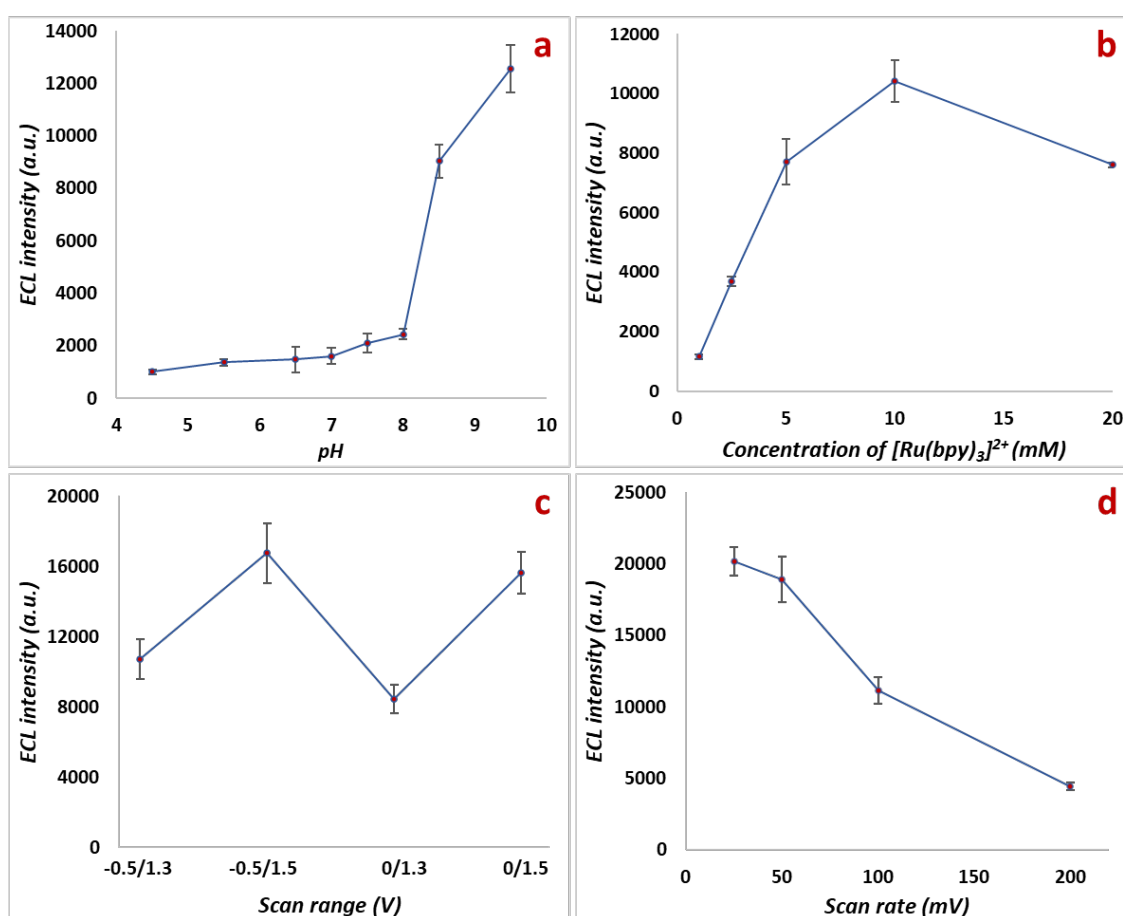 a
14000
12000
10000
8000
6000
4000
2000
0
4 5 6 7 8 9 10
ECL intensity (a.u.)
pH
b
12000
10000
8000
6000
4000
2000
0
0 5 10 15 20
ECL intensity (a.u.)
Concentration of [Ru(bpy)₃]²⁺ (mM)
c
20000
16000
12000
8000
4000
0
-0.5/1.3 -0.5/1.5 0/1.3 0/1.5
ECL intensity (a.u.)
Scan range (V)
d
25000
20000
15000
10000
5000
0
0 50 100 150 200
ECL intensity (a.u.)
Scan rate (mV)